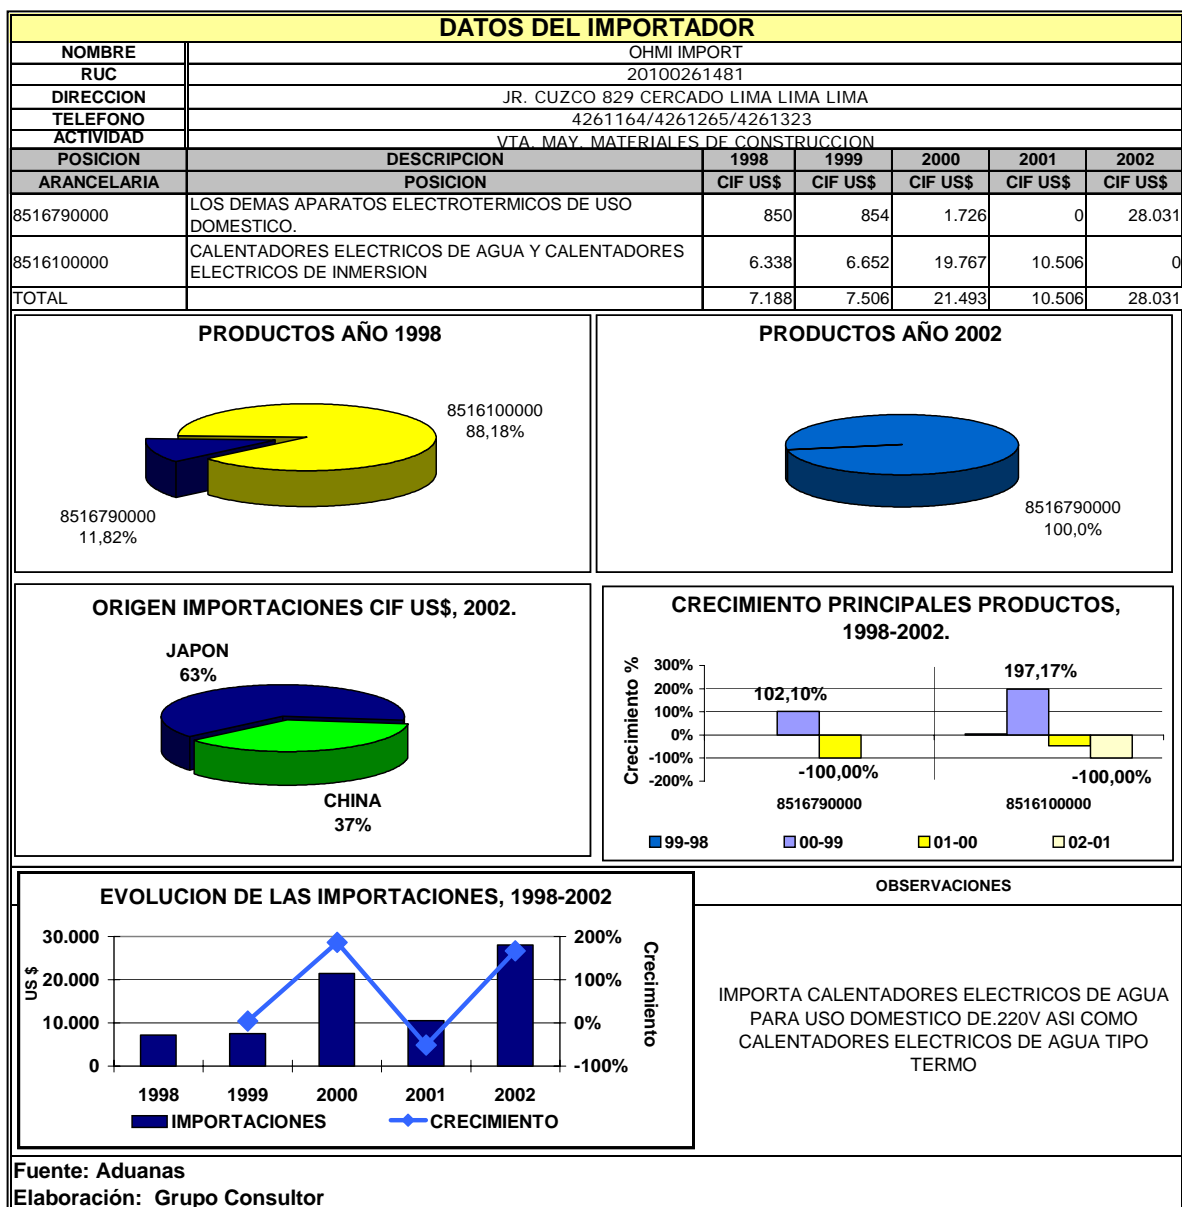 DATOS DEL IMPORTADOR
NOMBRE OHMI IMPORT
RUC 20100261481
DIRECCION JR. CUZCO 829 CERCADO LIMA LIMA LIMA
TELEFONO 4261164/4261265/4261323
ACTIVIDAD VTA. MAY. MATERIALES DE CONSTRUCCION
POSICION DESCRIPCION 1998 1999 2000 2001 2002
ARANCELARIA POSICION CIF US$ CIF US$ CIF US$ CIF US$ CIF US$
8516790000 LOS DEMAS APARATOS ELECTROTERMICOS DE USO
DOMESTICO. 850 854 1.726 0 28.031
8516100000 CALENTADORES ELECTRICOS DE AGUA Y CALENTADORES
ELECTRICOS DE INMERSION 6.338 6.652 19.767 10.506 0
TOTAL 7.188 7.506 21.493 10.506 28.031
PRODUCTOS AÑO 1998
8516100000
88,18%
8516790000
11,82%
PRODUCTOS AÑO 2002
8516790000
100,0%
ORIGEN IMPORTACIONES CIF US$, 2002.
JAPON
63%
CHINA
37%
CRECIMIENTO PRINCIPALES PRODUCTOS,
1998-2002.
Crecimiento %
300%
200%
100%
0%
-100%
-200%
102,10%
197,17%
-100,00%
-100,00%
8516790000 8516100000
99-98 00-99 01-00 02-01
EVOLUCION DE LAS IMPORTACIONES, 1998-2002
US $
30.000
20.000
10.000
0
200%
100%
0%
-100%
Crecimiento
1998 1999 2000 2001 2002
IMPORTACIONES CRECIMIENTO
OBSERVACIONES
IMPORTA CALENTADORES ELECTRICOS DE AGUA
PARA USO DOMESTICO DE.220V ASI COMO
CALENTADORES ELECTRICOS DE AGUA TIPO
TERMO
Fuente: Aduanas
Elaboración: Grupo Consultor